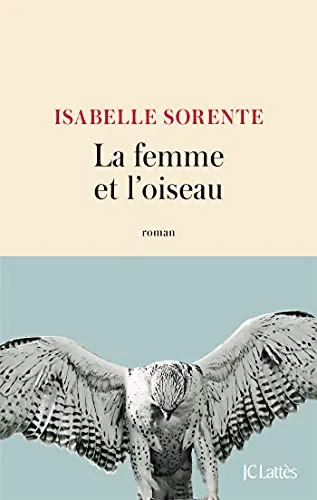 ISABELLE SORENTE
La femme
et l'oiseau
roman
JC Lattès